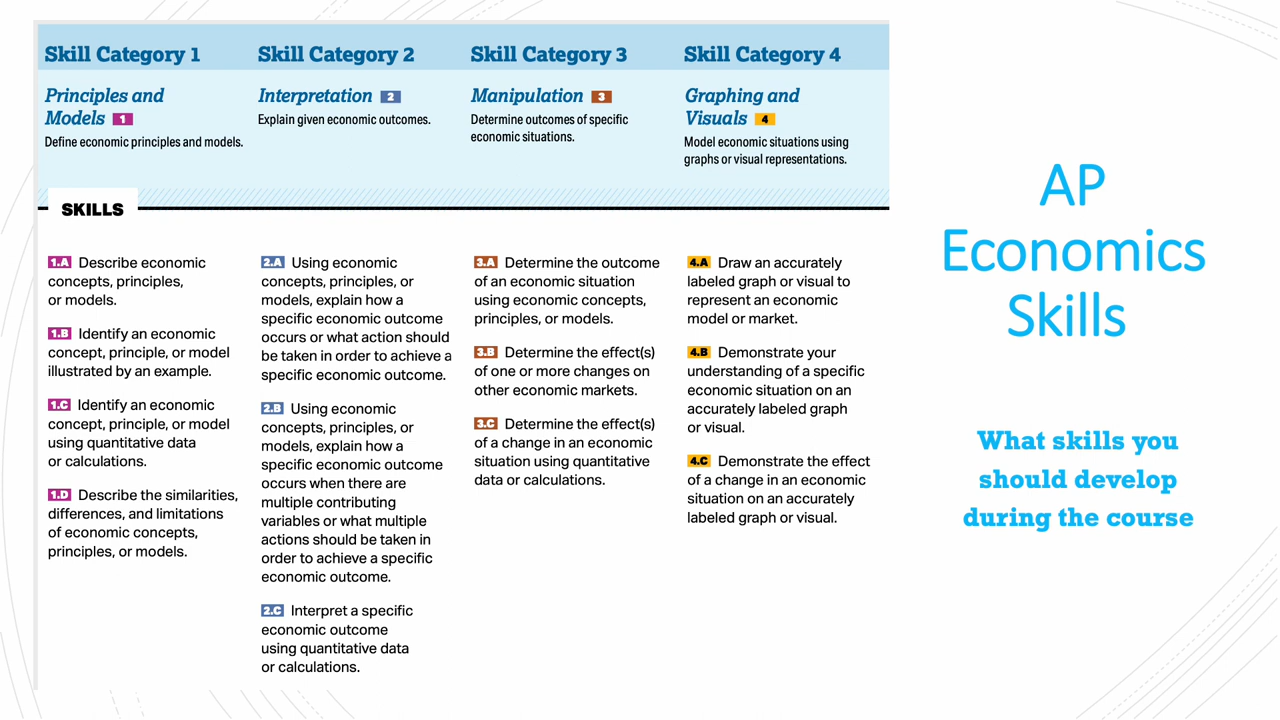 Skill Category 1
Principles and
Models 1
Define economic principles and models.
Skill Category 2
Interpretation 2
Explain given economic outcomes.
Skill Category 3
Manipulation 3
Determine outcomes of specific
economic situations.
Skill Category 4
Graphing and
Visuals 4
Model economic situations using
graphs or visual representations.
SKILLS
1.A Describe economic
concepts, principles,
or models.
1.B Identify an economic
concept, principle, or model
illustrated by an example.
1.C Identify an economic
concept, principle, or model
using quantitative data
or calculations.
1.D Describe the similarities,
differences, and limitations
of economic concepts,
principles, or models.
2.A Using economic
concepts, principles, or
models, explain how a
specific economic outcome
occurs or what action should
be taken in order to achieve a
specific economic outcome.
2.B Using economic
concepts, principles, or
models, explain how a
specific economic outcome
occurs when there are
multiple contributing
variables or what multiple
actions should be taken in
order to achieve a specific
economic outcome.
2.C Interpret a specific
economic outcome
using quantitative data
or calculations.
3.A Determine the outcome
of an economic situation
using economic concepts,
principles, or models.
3.B Determine the effect(s)
of one or more changes on
other economic markets.
3.C Determine the effect(s)
of a change in an economic
situation using quantitative
data or calculations.
4.A Draw an accurately
labeled graph or visual to
represent an economic
model or market.
4.B Demonstrate your
understanding of a specific
economic situation on an
accurately labeled graph
or visual.
4.C Demonstrate the effect
of a change in an economic
situation on an accurately
labeled graph or visual.
AP
Economics
Skills
What skills you
should develop
during the course